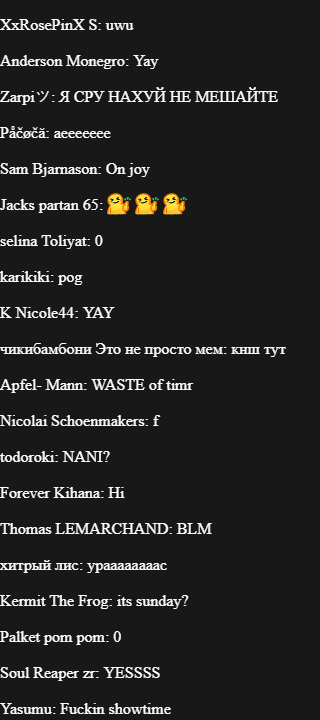 XxRosePinX S: uwu
Anderson Monegro: Yay
Zarpiツ: Я СРУ НАХУЙ НЕ МЕШАЙТЕ
Påčøčă: aeeeeeee
Sam Bjarnason: On joy
Jacks partan 65:
selina Toliyat: 0
karikiki: pog
K Nicole44: YAY
чикибамбони Это не просто мем: кнш тут
Apfel- Mann: WASTE of timr
Nicolai Schoenmakers: f
todoroki: NANI?
Forever Kihana: Hi
Thomas LEMARCHAND: BLM
хитрый лис: ураааааааас
Kermit The Frog: its sunday?
Palket pom pom: 0
Soul Reaper zr: YESSSS
Yasumu: Fuckin showtime